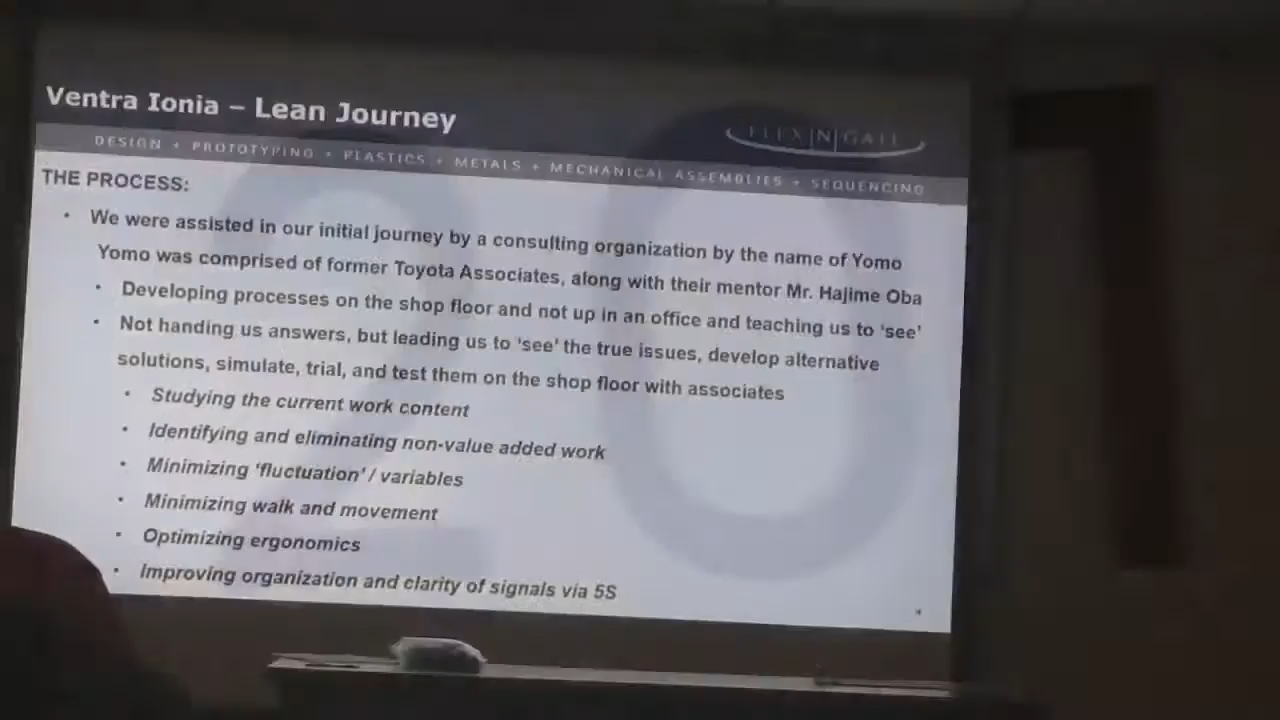 Ventra Ionia – Lean Journey
FLEX|N|GATE
DESIGN + PROTOTYPING + PLASTICS + METALS + MECHANICAL ASSEMBLIES + SEQUENCING
THE PROCESS:
• We were assisted in our initial journey by a consulting organization by the name of Yomo
Yomo was comprised of former Toyota Associates, along with their mentor Mr. Hajime Oba
• Developing processes on the shop floor and not up in an office and teaching us to 'see'
• Not handing us answers, but leading us to 'see' the true issues, develop alternative
solutions, simulate, trial, and test them on the shop floor with associates
• Studying the current work content
• Identifying and eliminating non-value added work
• Minimizing 'fluctuation' / variables
• Minimizing walk and movement
• Optimizing ergonomics
• Improving organization and clarity of signals via 5S